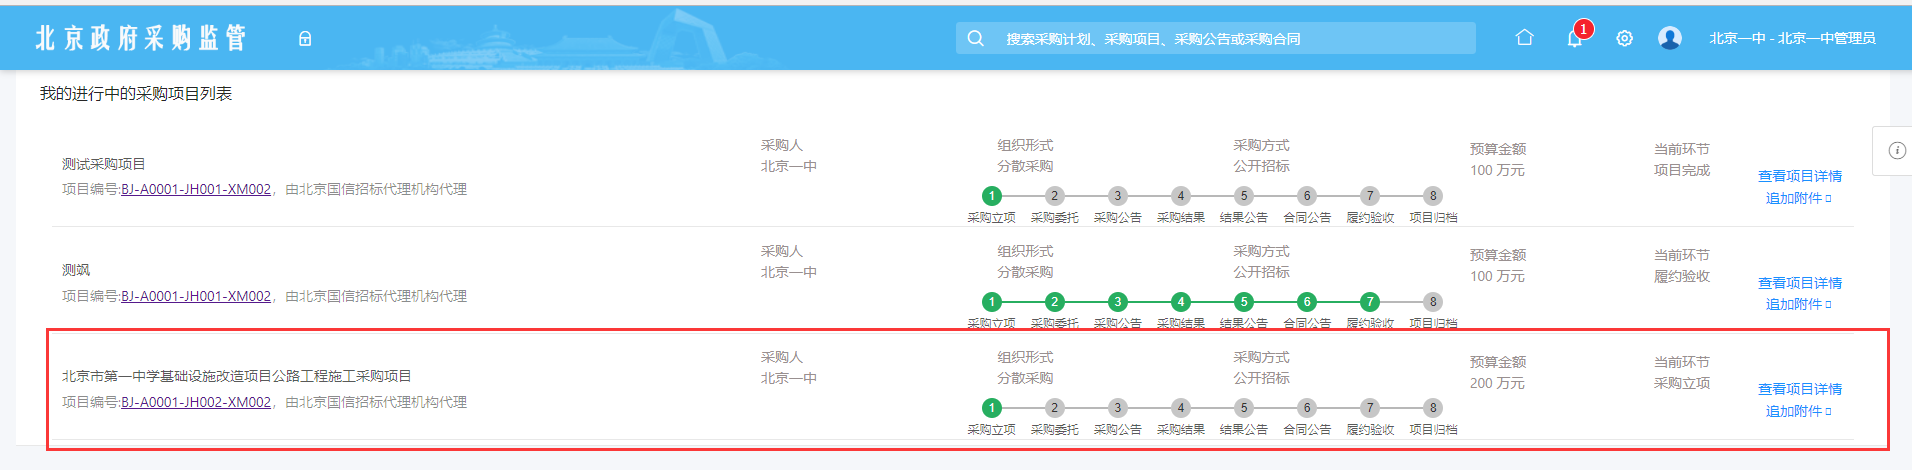 北京政府采购监管
搜索采购计划、采购项目、采购公告或采购合同
1
北京一中 - 北京一中管理员
我的进行中的采购项目列表
测试采购项目
项目编号:BJ-A0001-JH001-XM002，由北京国信招标代理机构代理
采购人
北京一中
组织形式
分散采购
采购方式
公开招标
1 2 3 4 5 6 7 8
采购立项 采购委托 采购公告 采购结果 结果公告 合同公告 履约验收 项目归档
预算金额
100 万元
当前环节
项目完成
查看项目详情
追加附件
测飒
项目编号:BJ-A0001-JH001-XM002，由北京国信招标代理机构代理
采购人
北京一中
组织形式
分散采购
采购方式
公开招标
1 2 3 4 5 6 7 8
采购立项 采购委托 采购公告 采购结果 结果公告 合同公告 履约验收 项目归档
预算金额
100 万元
当前环节
履约验收
查看项目详情
追加附件
北京市第一中学基础设施改造项目公路工程施工采购项目
项目编号:BJ-A0001-JH002-XM002，由北京国信招标代理机构代理
采购人
北京一中
组织形式
分散采购
采购方式
公开招标
1 2 3 4 5 6 7 8
采购立项 采购委托 采购公告 采购结果 结果公告 合同公告 履约验收 项目归档
预算金额
200 万元
当前环节
采购立项
查看项目详情
追加附件